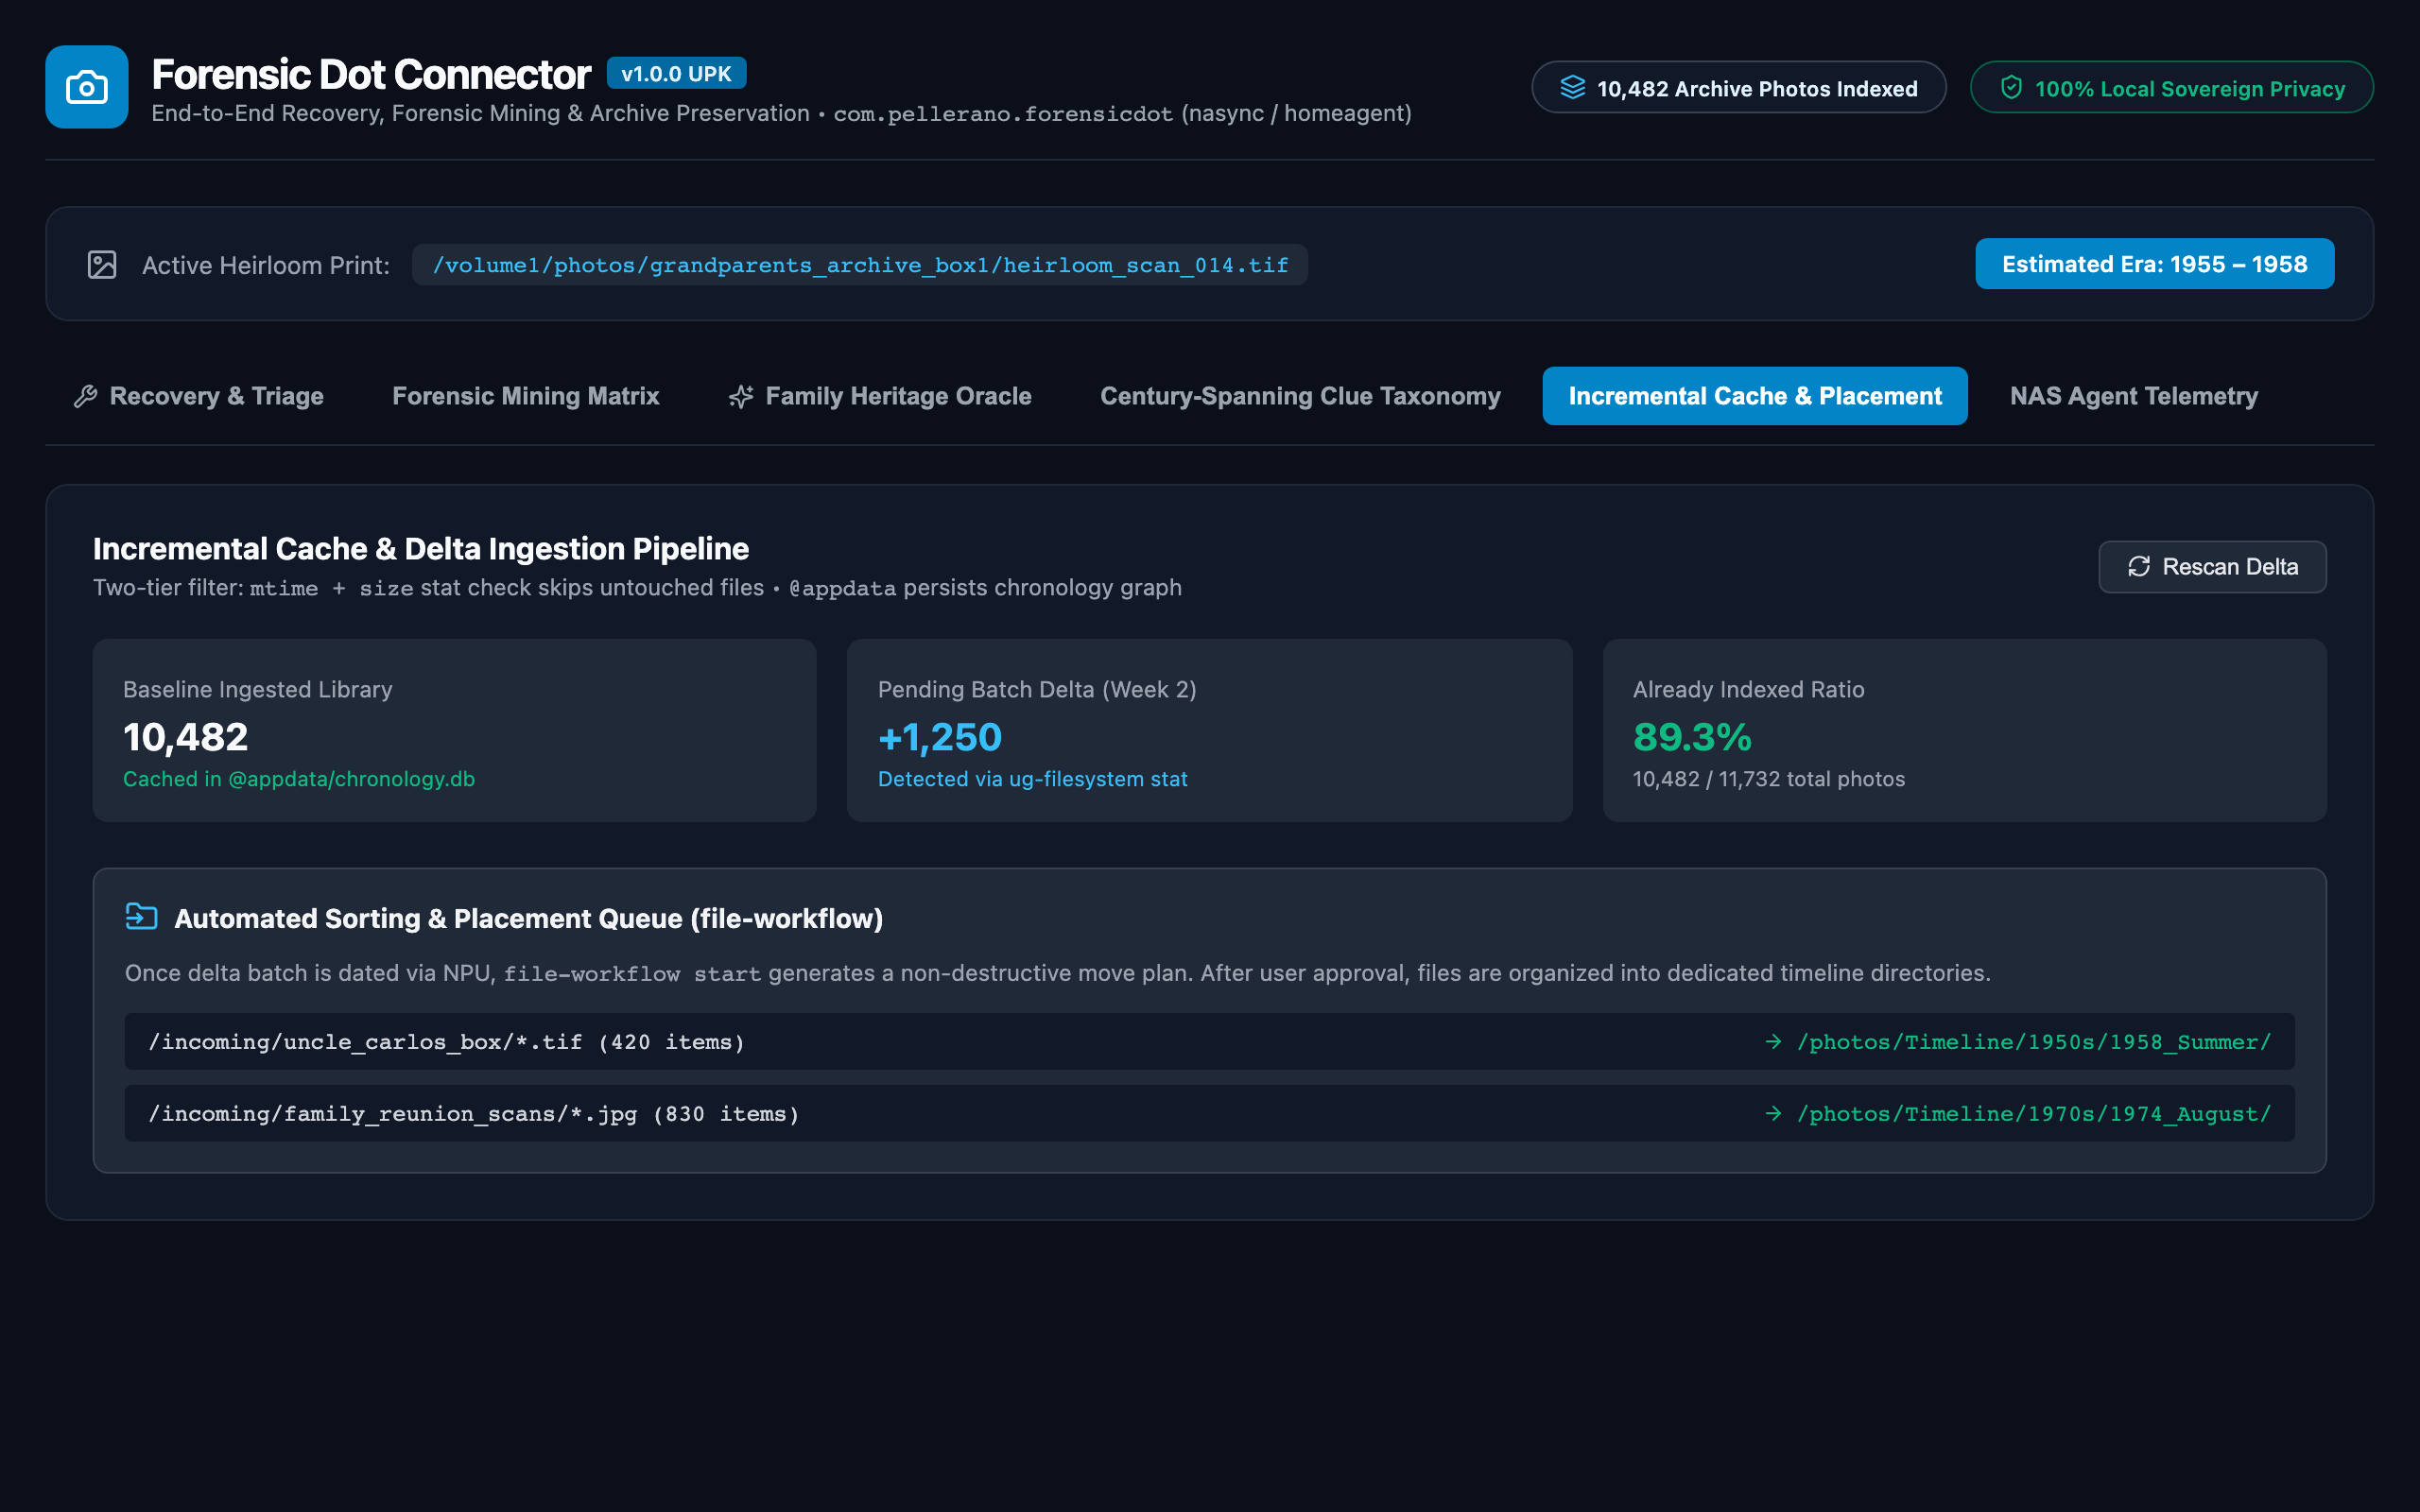 Forensic Dot Connector v1.0.0 UPK
End-to-End Recovery, Forensic Mining & Archive Preservation • com.pellerano.forensicdot (nasync / homeagent)
10,482 Archive Photos Indexed
100% Local Sovereign Privacy
Active Heirloom Print: /volume1/photos/grandparents_archive_box1/heirloom_scan_014.tif
Estimated Era: 1955 – 1958
Recovery & Triage
Forensic Mining Matrix
Family Heritage Oracle
Century-Spanning Clue Taxonomy
Incremental Cache & Placement
NAS Agent Telemetry
Incremental Cache & Delta Ingestion Pipeline
Two-tier filter: mtime + size stat check skips untouched files • @appdata persists chronology graph
Rescan Delta
Baseline Ingested Library
10,482
Cached in @appdata/chronology.db
Pending Batch Delta (Week 2)
+1,250
Detected via ug-filesystem stat
Already Indexed Ratio
89.3%
10,482 / 11,732 total photos
Automated Sorting & Placement Queue (file-workflow)
Once delta batch is dated via NPU, file-workflow start generates a non-destructive move plan. After user approval, files are organized into dedicated timeline directories.
/incoming/uncle_carlos_box/*.tif (420 items) → /photos/Timeline/1950s/1958_Summer/
/incoming/family_reunion_scans/*.jpg (830 items) → /photos/Timeline/1970s/1974_August/